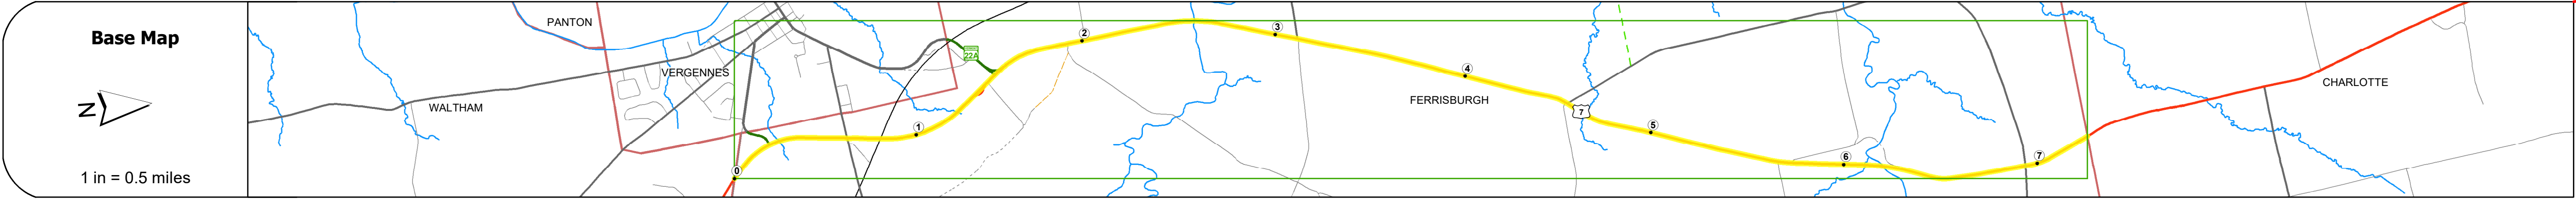 Base Map
N
1 in = 0.5 miles
PANTON
VERGENNES
WALTHAM
22A
0
1
2
3
4
FERRISBURGH
7
5
6
7
CHARLOTTE